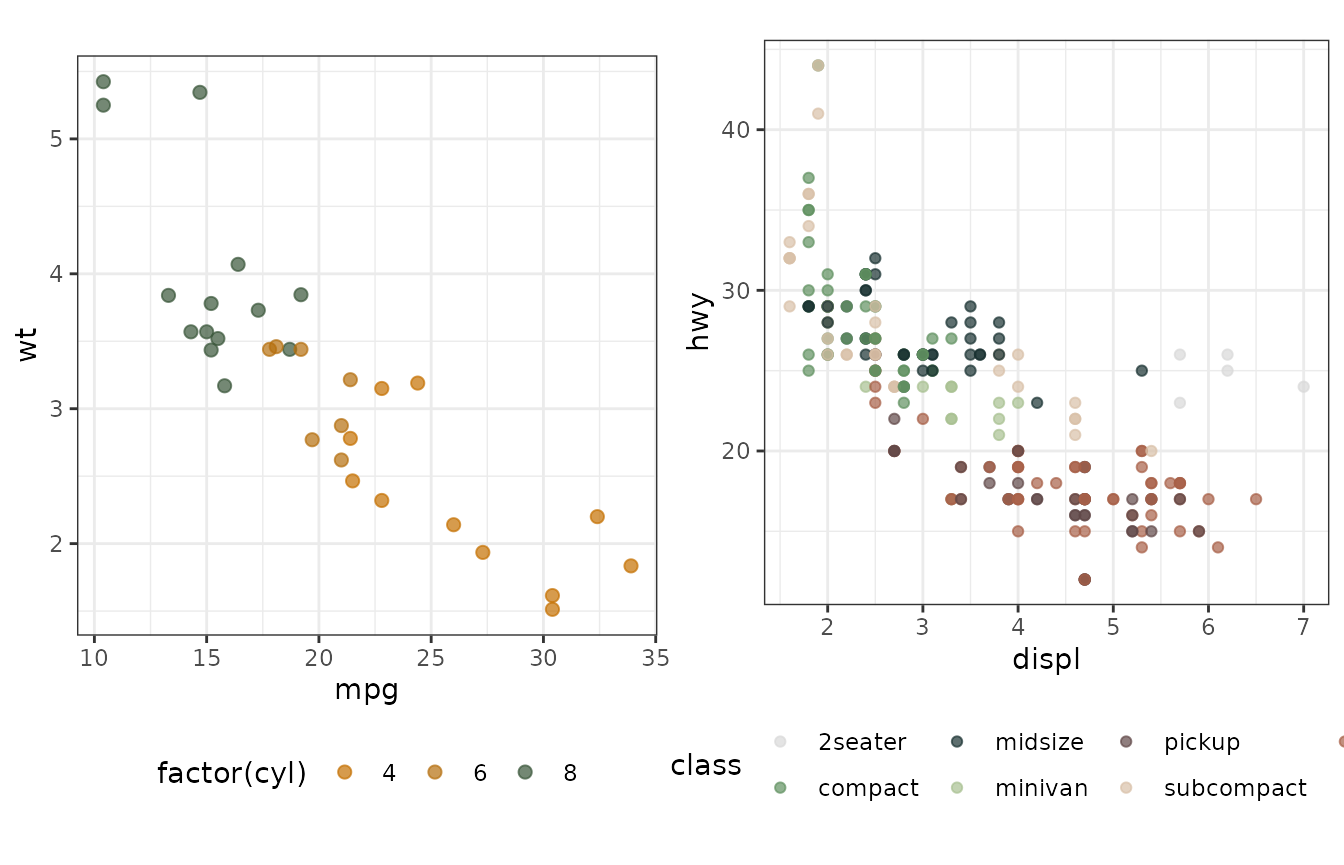 5
4
3
2
wt
10 15 20 25 30 35
mpg
factor(cyl) 4 6 8
40
30
20
hwy
2 3 4 5 6 7
displ
class
2seater midsize pickup
compact minivan subcompact